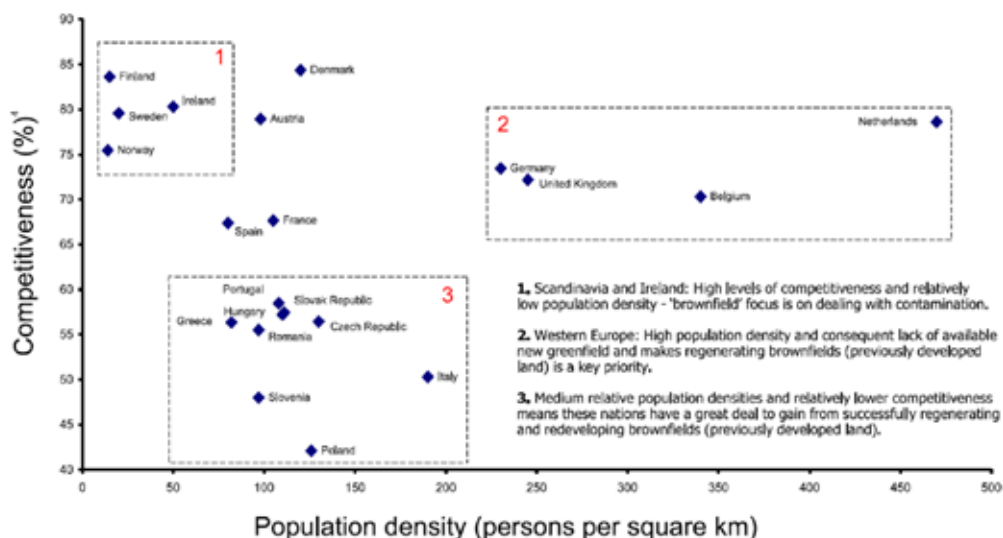 90
85
80
75
70
65
60
55
50
45
40
Competitiveness (%)¹
1
Finland
Ireland
Sweden
Norway
Denmark
Austria
2
Netherlands
Germany
United Kingdom
Belgium
France
Spain
3
Portugal
Slovak Republic
Hungary
Greece
Czech Republic
Romania
Italy
Slovenia
Poland
1, Scandinavia and Ireland: High levels of competitiveness and relatively
low population density - 'brownfield' focus is on dealing with contamination.
2. Western Europe: High population density and consequent lack of available
new greenfield and makes regenerating brownfields (previously developed
land) is a key priority.
3, Medium relative population densities and relatively lower competitiveness
means these nations have a great deal to gain from successfully regenerating
and redeveloping brownfields (previously developed land).
0 50 100 150 200 250 300 350 400 450 500
Population density (persons per square km)